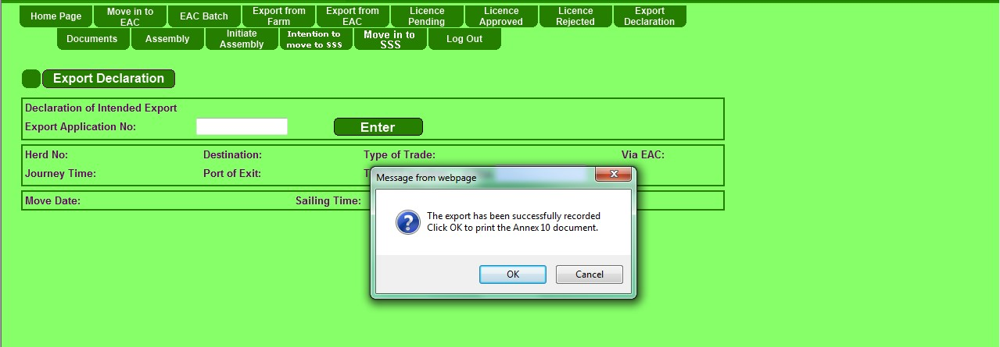 Home Page
Move in to
EAC
EAC Batch
Export from
Farm
Export from
EAC
Licence
Pending
Licence
Approved
Licence
Rejected
Export
Declaration
Documents
Assembly
Initiate
Assembly
Intention to
move to SSS
Move in to
SSS
Log Out
Export Declaration
Declaration of Intended Export
Export Application No:
Enter
Herd No:
Destination:
Type of Trade:
Via EAC:
Journey Time:
Port of Exit:
Move Date:
Sailing Time:
Message from webpage
The export has been successfully recorded
Click OK to print the Annex 10 document.
OK
Cancel